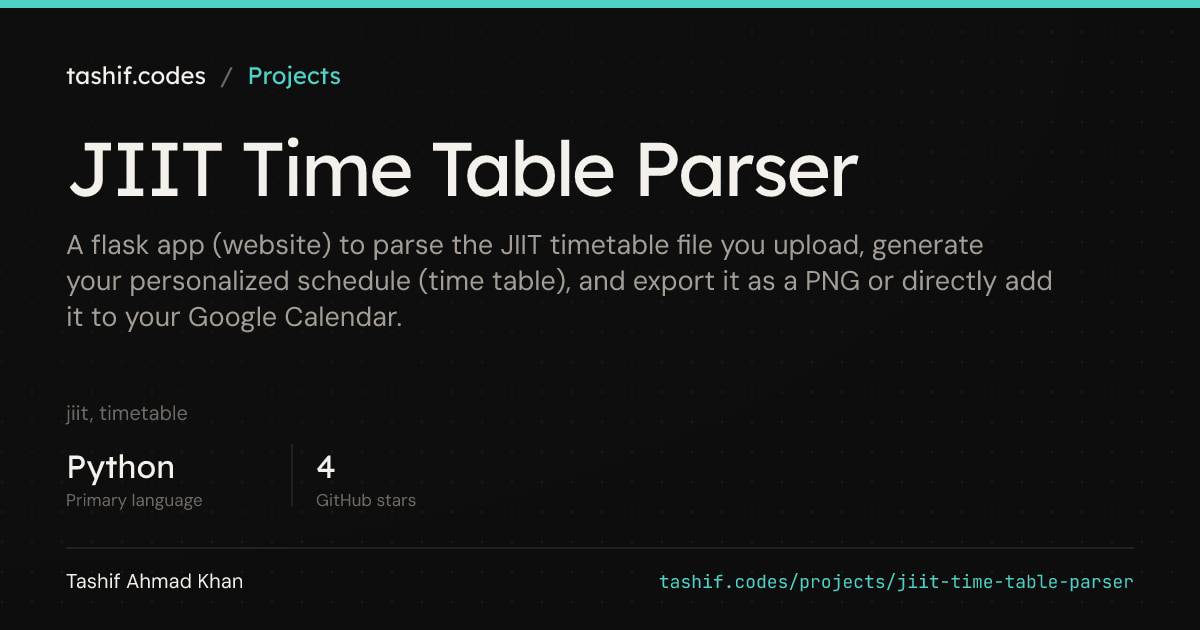 tashif.codes / Projects
JIIT Time Table Parser
A flask app (website) to parse the JIIT timetable file you upload, generate
your personalized schedule (time table), and export it as a PNG or directly add
it to your Google Calendar.
jiit, timetable
Python
Primary language
4
GitHub stars
Tashif Ahmad Khan
tashif.codes/projects/jiit-time-table-parser